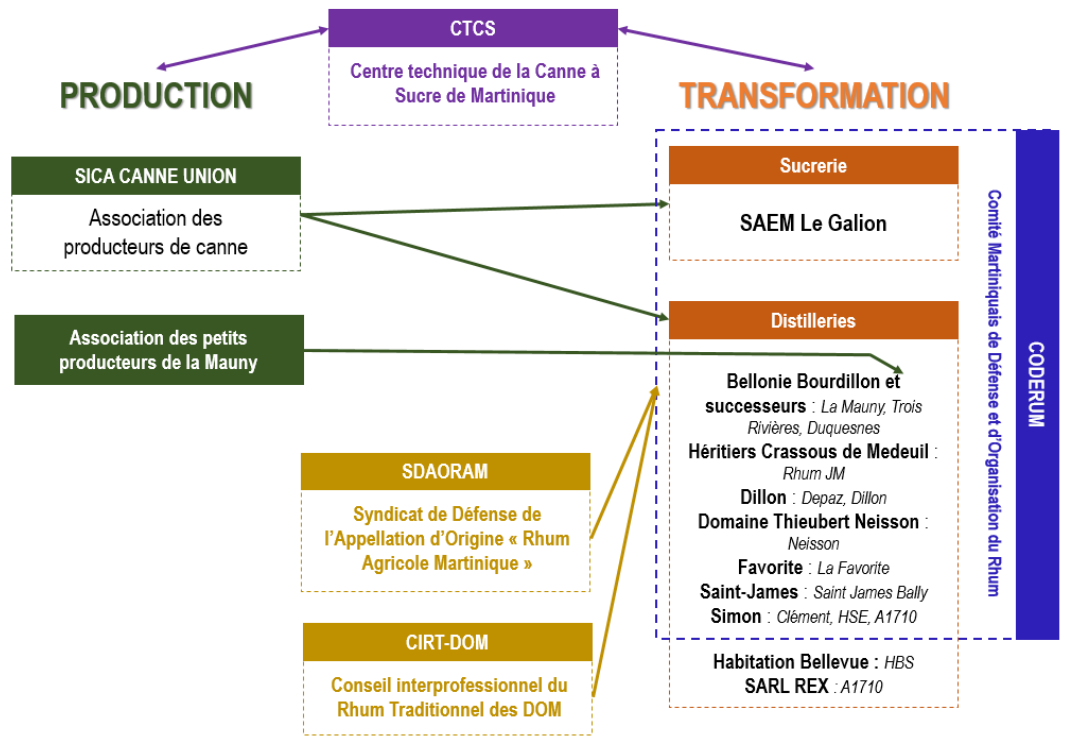 CTCS
Centre technique de la Canne à
Sucre de Martinique
PRODUCTION
TRANSFORMATION
SICA CANNE UNION
Association des
producteurs de canne
Association des petits
producteurs de la Mauny
SDAORAM
Syndicat de Défense de
l'Appellation d'Origine « Rhum
Agricole Martinique »
CIRT-DOM
Conseil interprofessionnel du
Rhum Traditionnel des DOM
Sucrerie
SAEM Le Galion
Distilleries
Bellonie Bourdillon et
successeurs : La Mauny, Trois
Rivières, Duquesnes
Héritiers Crassous de Medeuil :
Rhum JM
Dillon : Depaz, Dillon
Domaine Thieubert Neisson :
Neisson
Favorite : La Favorite
Saint-James : Saint James Bally
Simon : Clément, HSE, A1710
Habitation Bellevue : HBS
SARL REX : A1710
Comité Martiniquais de Défense et d'Organisation du Rhum
CODERUM